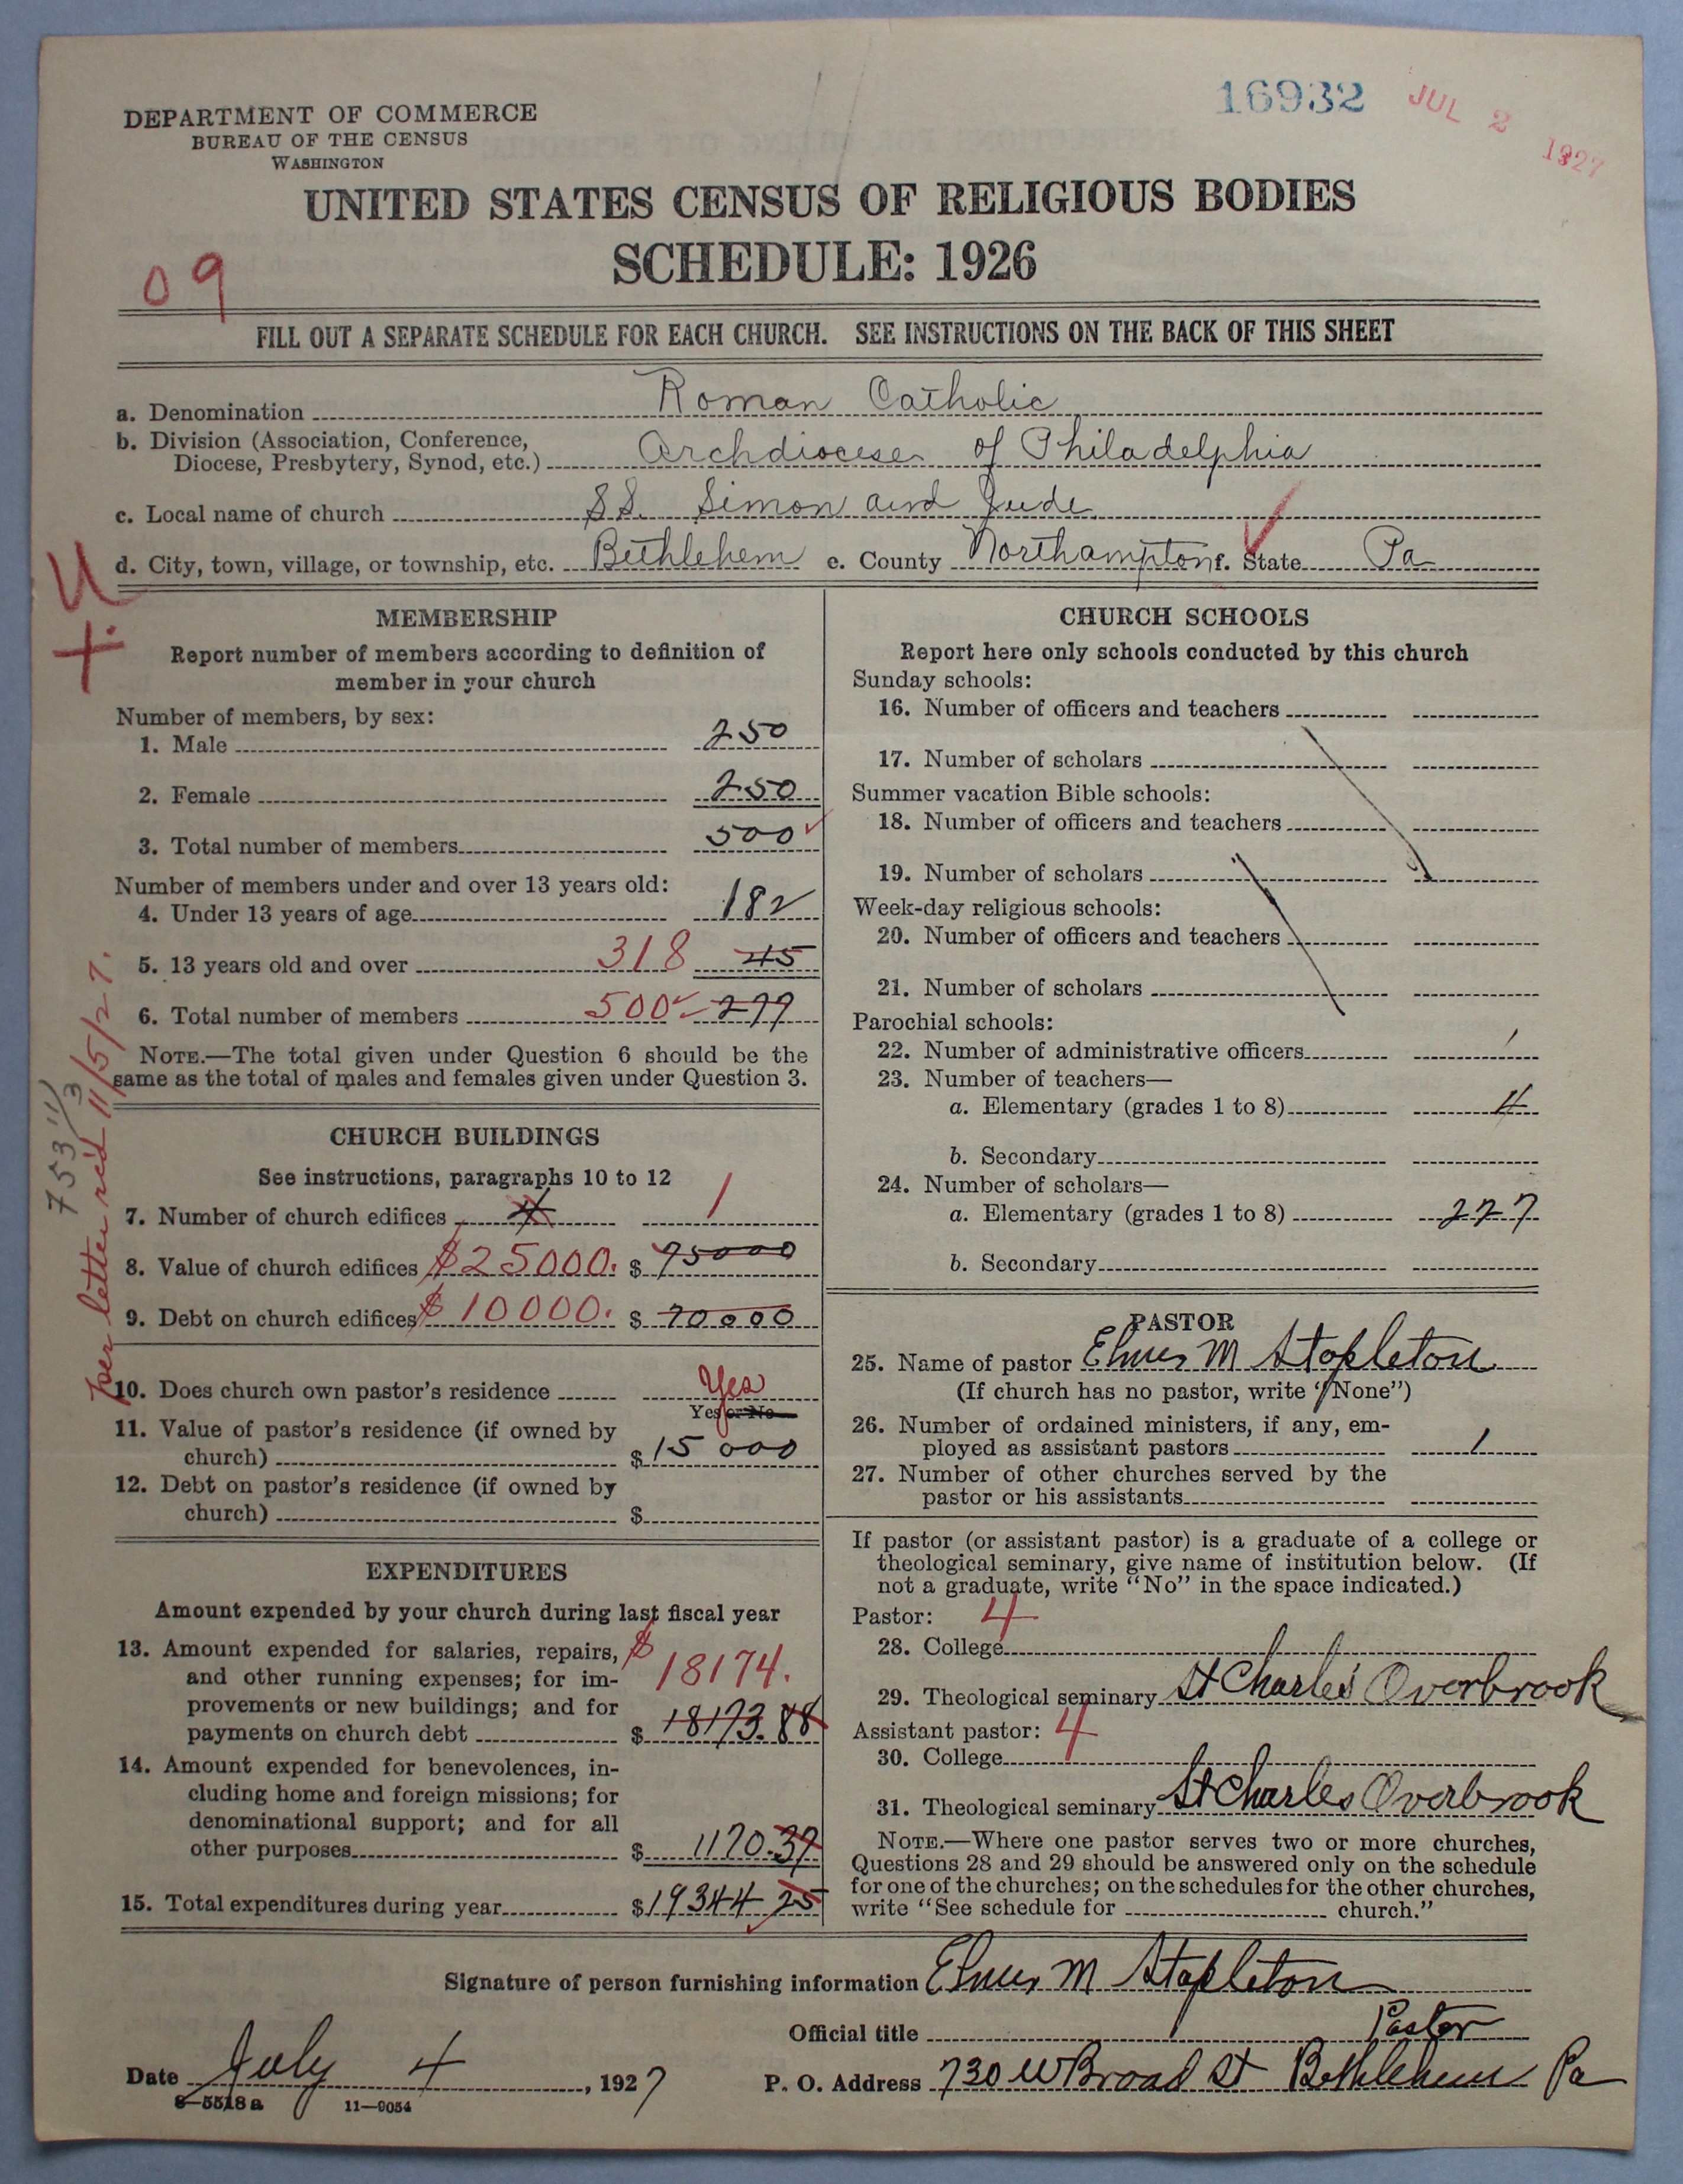 16932 JUL 2 1927
DEPARTMENT OF COMMERCE
BUREAU OF THE CENSUS
WASHINGTON
UNITED STATES CENSUS OF RELIGIOUS BODIES
SCHEDULE: 1926
09
FILL OUT A SEPARATE SCHEDULE FOR EACH CHURCH. SEE INSTRUCTIONS ON THE BACK OF THIS SHEET
a. Denomination Roman Catholic
b. Division (Association, Conference,
Diocese, Presbytery, Synod, etc.) Archdiocese of Philadelphia
c. Local name of church SS. Simon and Jude
d. City, town, village, or township, etc. Bethlehem e. County Northampton f. State Pa
U
+
MEMBERSHIP
Report number of members according to definition of
member in your church
Number of members, by sex:
1. Male 250
2. Female 250
3. Total number of members 500
Number of members under and over 13 years old:
4. Under 13 years of age 182
5. 13 years old and over 318 45
6. Total number of members 500
NOTE.—The total given under Question 6 should be the
same as the total of males and females given under Question 3.
per letter rec'd 11/5/27.
753 11/3
CHURCH BUILDINGS
See instructions, paragraphs 10 to 12
7. Number of church edifices 4 1
8. Value of church edifices $25000. $ 95000
9. Debt on church edifices $10000. $ 70000
10. Does church own pastor's residence Yes
Yes or No
11. Value of pastor's residence (if owned by
church) $ 15000
12. Debt on pastor's residence (if owned by
church) $
EXPENDITURES
Amount expended by your church during last fiscal year
13. Amount expended for salaries, repairs, $
and other running expenses; for im- 18174.
provements or new buildings; and for
payments on church debt $ 18173.88
14. Amount expended for benevolences, in-
cluding home and foreign missions; for
denominational support; and for all
other purposes $ 1170.37
15. Total expenditures during year $19344 25
CHURCH SCHOOLS
Report here only schools conducted by this church
Sunday schools:
16. Number of officers and teachers
17. Number of scholars
Summer vacation Bible schools:
18. Number of officers and teachers
19. Number of scholars
Week-day religious schools:
20. Number of officers and teachers
21. Number of scholars
Parochial schools:
22. Number of administrative officers 1
23. Number of teachers—
a. Elementary (grades 1 to 8) 4
b. Secondary
24. Number of scholars—
a. Elementary (grades 1 to 8) 227
b. Secondary
PASTOR
25. Name of pastor Elmer M Stapleton
(If church has no pastor, write "None")
26. Number of ordained ministers, if any, em-
ployed as assistant pastors 1
27. Number of other churches served by the
pastor or his assistants
If pastor (or assistant pastor) is a graduate of a college or
theological seminary, give name of institution below. (If
not a graduate, write "No" in the space indicated.)
Pastor: 4
28. College
29. Theological seminary St Charles' Overbrook
Assistant pastor: 4
30. College
31. Theological seminary St Charles Overbrook
NOTE.—Where one pastor serves two or more churches,
Questions 28 and 29 should be answered only on the schedule
for one of the churches; on the schedules for the other churches,
write "See schedule for church."
Signature of person furnishing information Elmer M Stapleton
Official title Pastor
Date July 4, 1927 P. O. Address 730 W Broad St Bethlehem Pa
8—5518a 11—9054